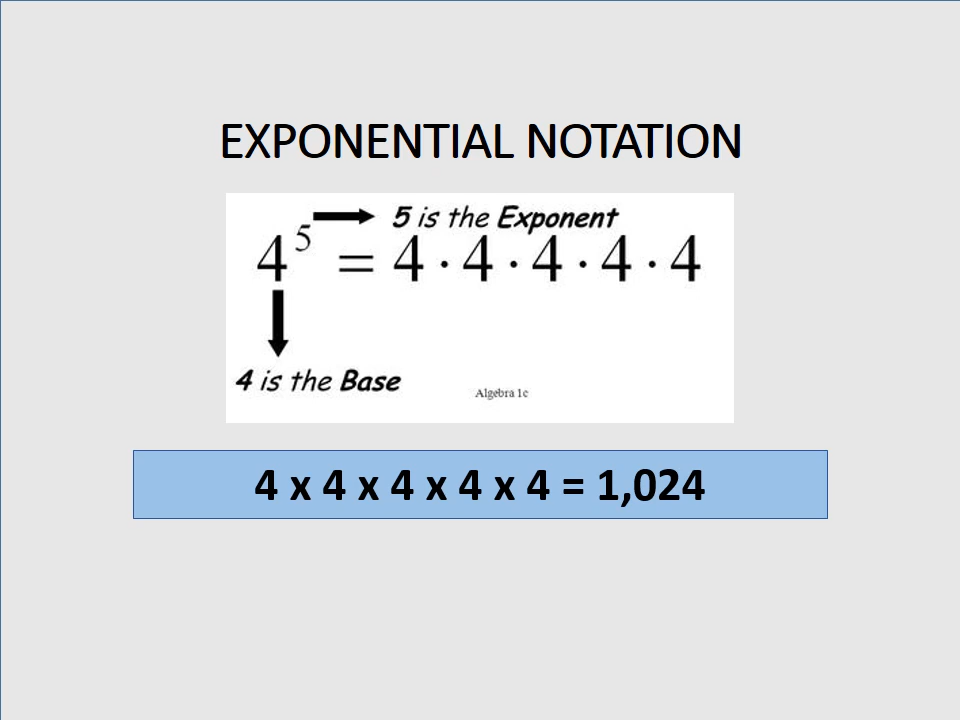 EXPONENTIAL NOTATION
5 is the Exponent
4⁵ = 4 · 4 · 4 · 4 · 4
4 is the Base
Algebra 1c
4 x 4 x 4 x 4 x 4 = 1,024